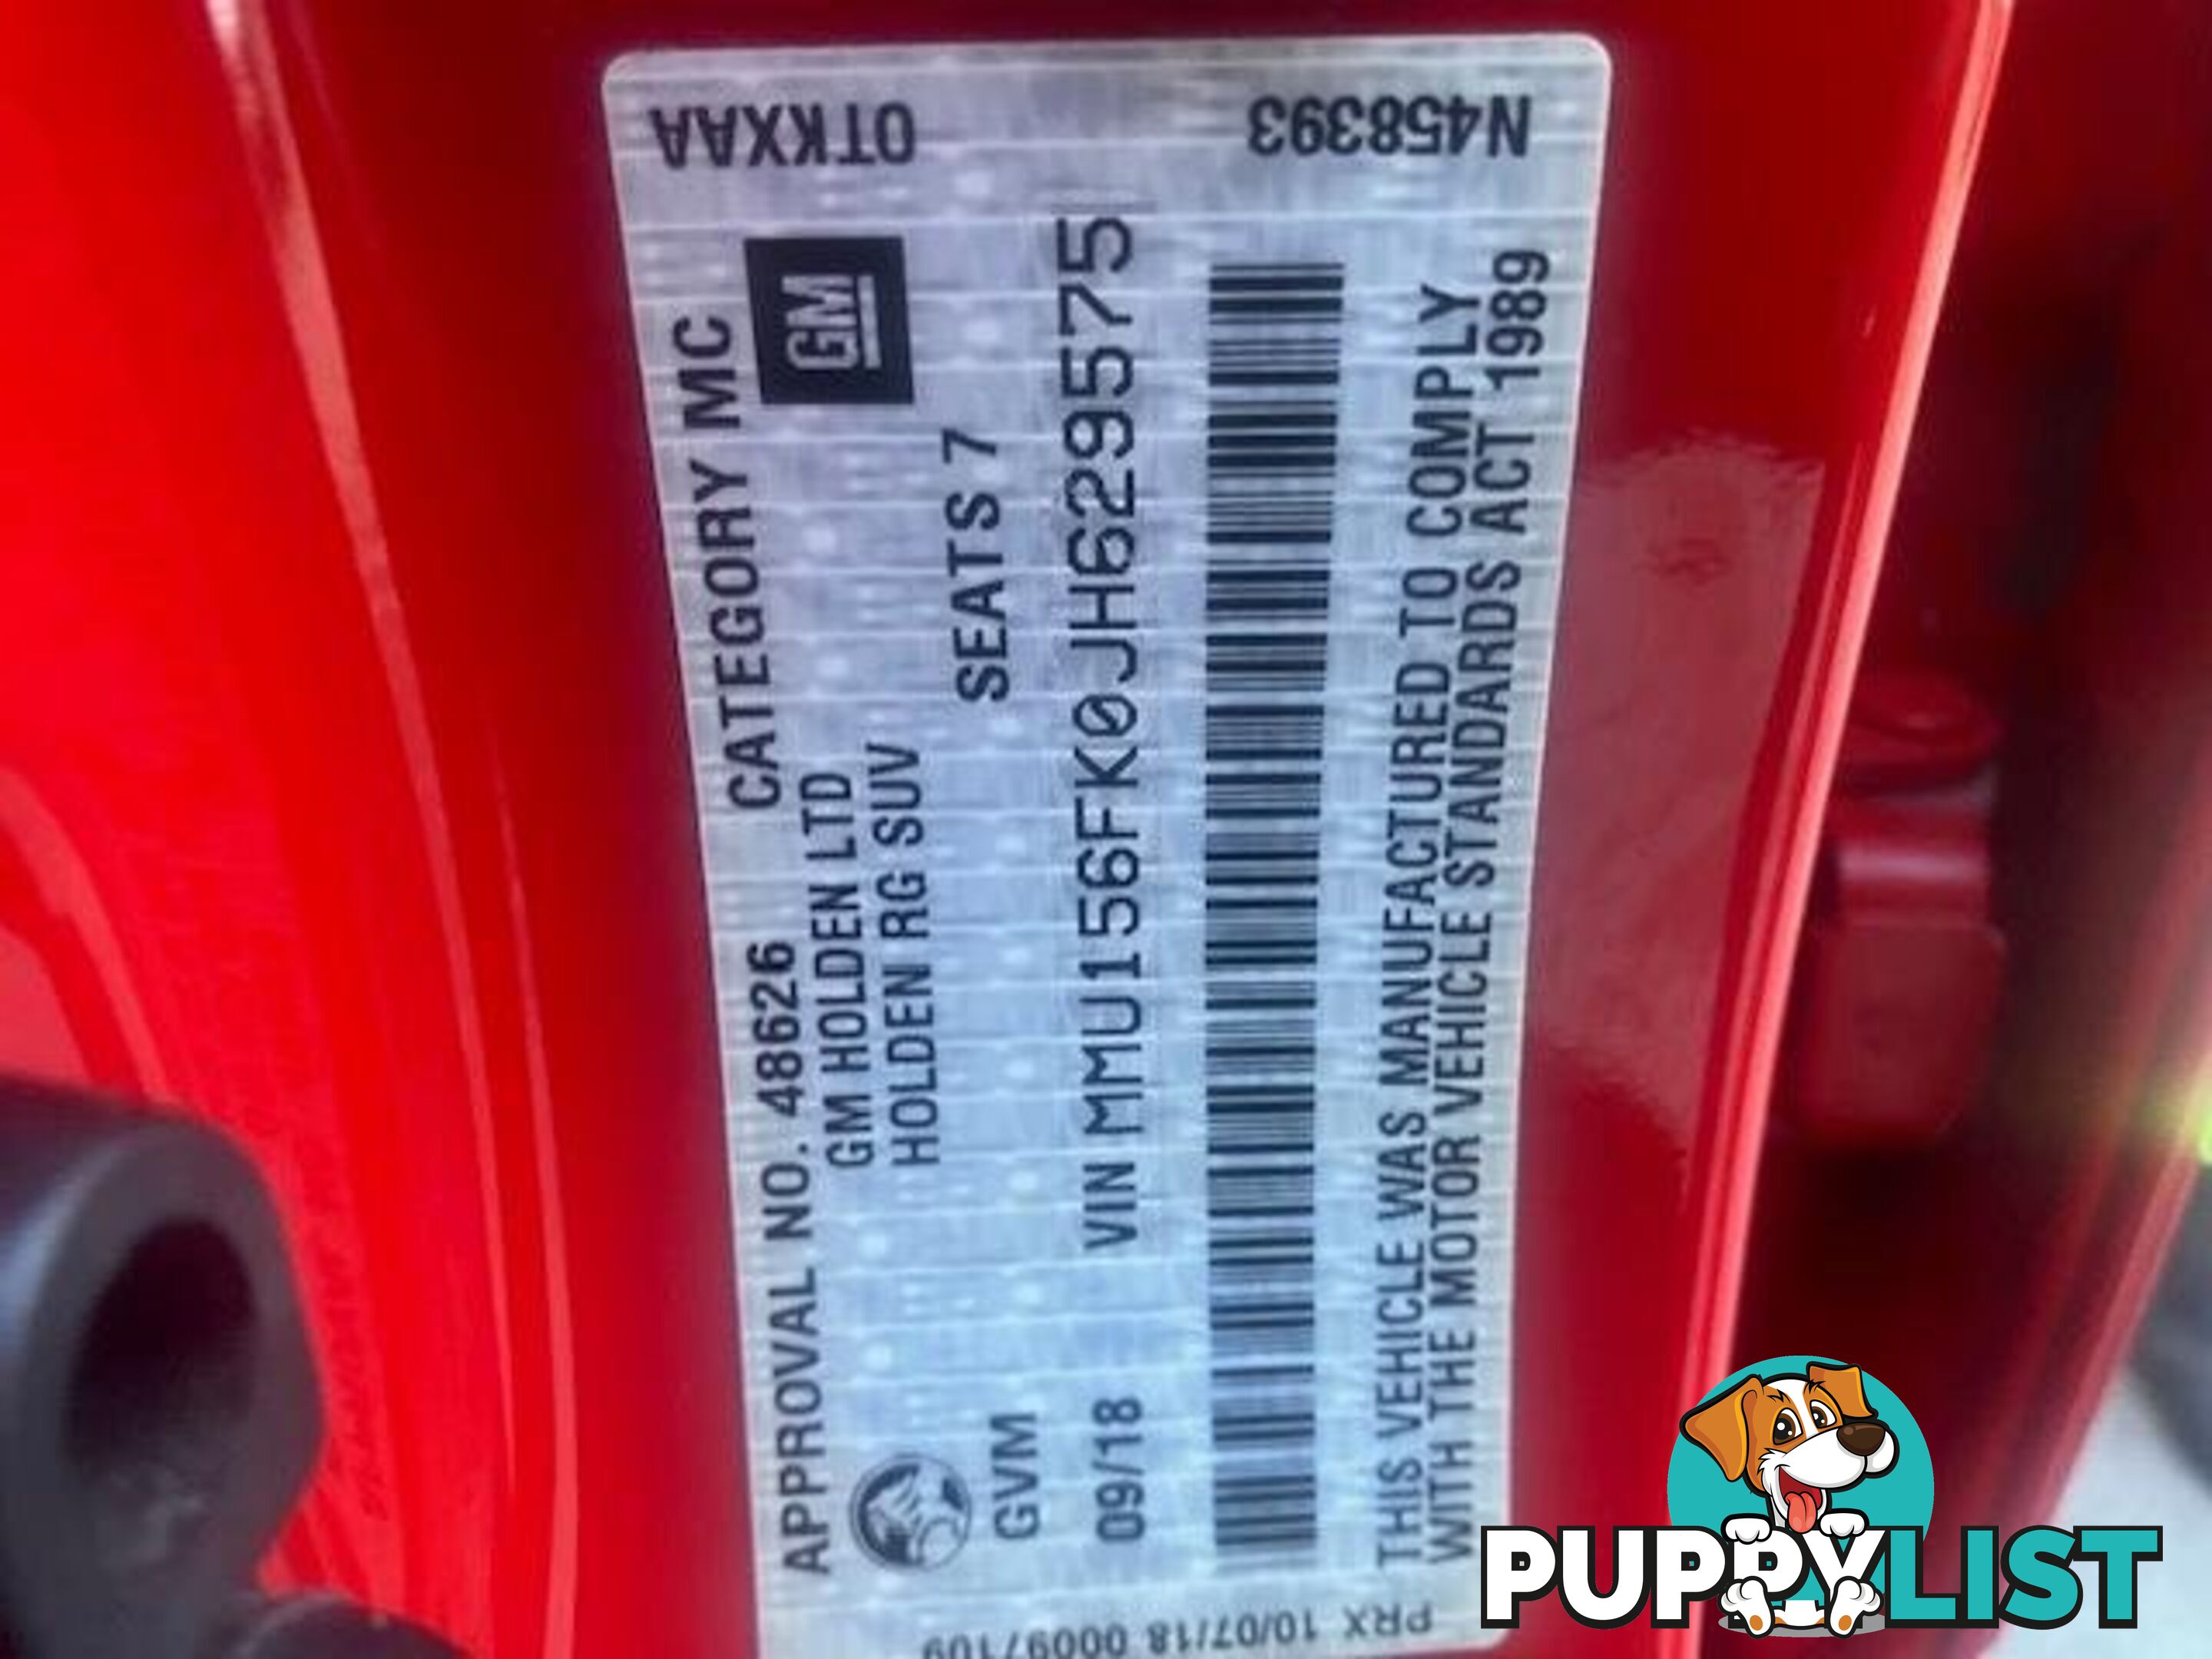 0TKXAA
N458393
APPROVAL NO. 48626 CATEGORY MC
GM HOLDEN LTD
HOLDEN RG SUV
GM
GVM SEATS 7
09/18 VIN MMU156FK0JH629575
THIS VEHICLE WAS MANUFACTURED TO COMPLY
WITH THE MOTOR VEHICLE STANDARDS ACT 1989
PRX 10/07/18 00097109
PUPPYLIST